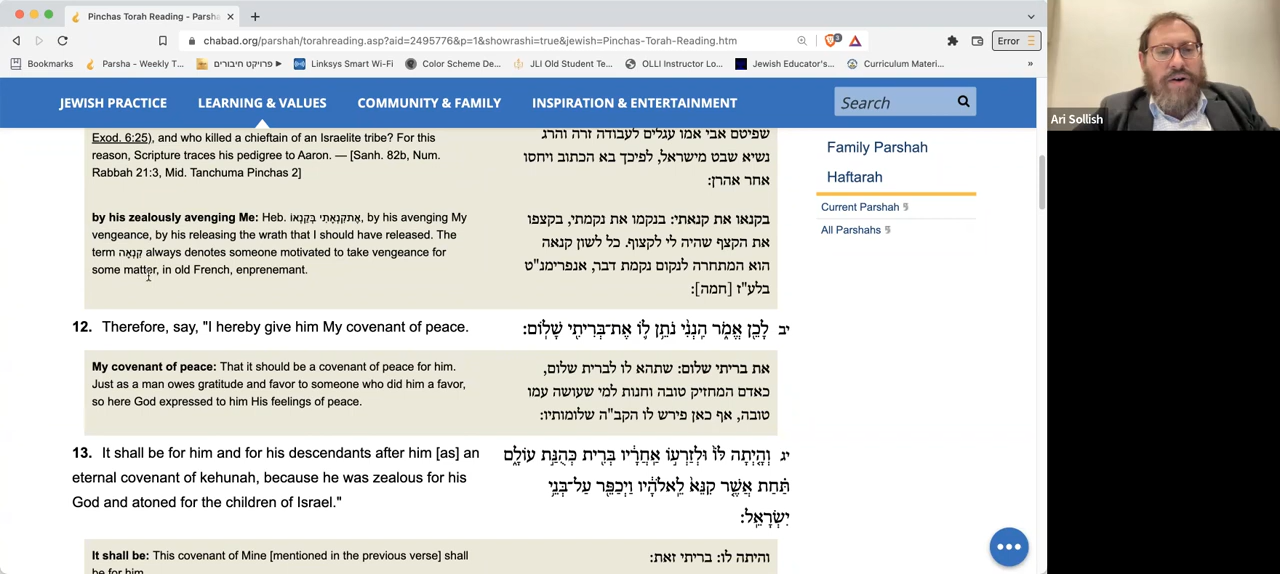 Pinchas Torah Reading - Parsha
chabad.org/parshah/torahreading.asp?aid=2495776&p=1&showrashi=true&jewish=Pinchas-Torah-Reading.htm
3
Error
Bookmarks
Parsha - Weekly T...
פרוייקט חיבורים
Linksys Smart Wi-Fi
Color Scheme De...
JLI Old Student Te...
OLLI Instructor Lo...
Jewish Educator's...
Curriculum Materi...
»
JEWISH PRACTICE
LEARNING & VALUES
COMMUNITY & FAMILY
INSPIRATION & ENTERTAINMENT
Search
Ari Sollish
Exod. 6:25), and who killed a chieftain of an Israelite tribe? For this
reason, Scripture traces his pedigree to Aaron. — [Sanh. 82b, Num.
Rabbah 21:3, Mid. Tanchuma Pinchas 2]
שפיטם אבי אמו עגלים לעבודה זרה והרג
נשיא שבט מישראל, לפיכך בא הכתוב ויחסו
אחר אהרן:
by his zealously avenging Me: Heb. בְּקַנְאוֹ אֶת־קִנְאָתִי, by his avenging My
vengeance, by his releasing the wrath that I should have released. The
term קִנְאָה always denotes someone motivated to take vengeance for
some matter, in old French, enprenemant.
בקנאו את קנאתי: בנקמו את נקמתי, בקצפו
את הקצף שהיה לי לקצוף. כל לשון קנאה
הוא המתחרה לנקום נקמת דבר, אנפרימנ"ט
בלע"ז [חמה]:
12. Therefore, say, "I hereby give him My covenant of peace.
יב לָכֵ֖ן אֱמֹ֑ר הִֽנְנִ֨י נֹתֵ֥ן ל֛וֹ אֶת־בְּרִיתִ֖י שָׁלֽוֹם:
My covenant of peace: That it should be a covenant of peace for him.
Just as a man owes gratitude and favor to someone who did him a favor,
so here God expressed to him His feelings of peace.
את בריתי שלום: שתהא לו לברית שלום,
כאדם המחזיק טובה וחנות למי שעושה עמו
טובה, אף כאן פירש לו הקב"ה שלומותיו:
13. It shall be for him and for his descendants after him [as] an
eternal covenant of kehunah, because he was zealous for his
God and atoned for the children of Israel."
יג וְהָ֤יְתָה לּוֹ֙ וּלְזַרְע֣וֹ אַֽחֲרָ֔יו בְּרִ֖ית כְּהֻנַּ֣ת עוֹלָ֑ם
תַּ֗חַת אֲשֶׁ֤ר קִנֵּא֙ לֵֽאלֹהָ֔יו וַיְכַפֵּ֖ר עַל־בְּנֵ֥י
יִשְׂרָאֵֽל:
It shall be: This covenant of Mine [mentioned in the previous verse] shall
be for him.
והיתה לו: בריתי זאת:
Family Parshah
Haftarah
Current Parshah
All Parshahs